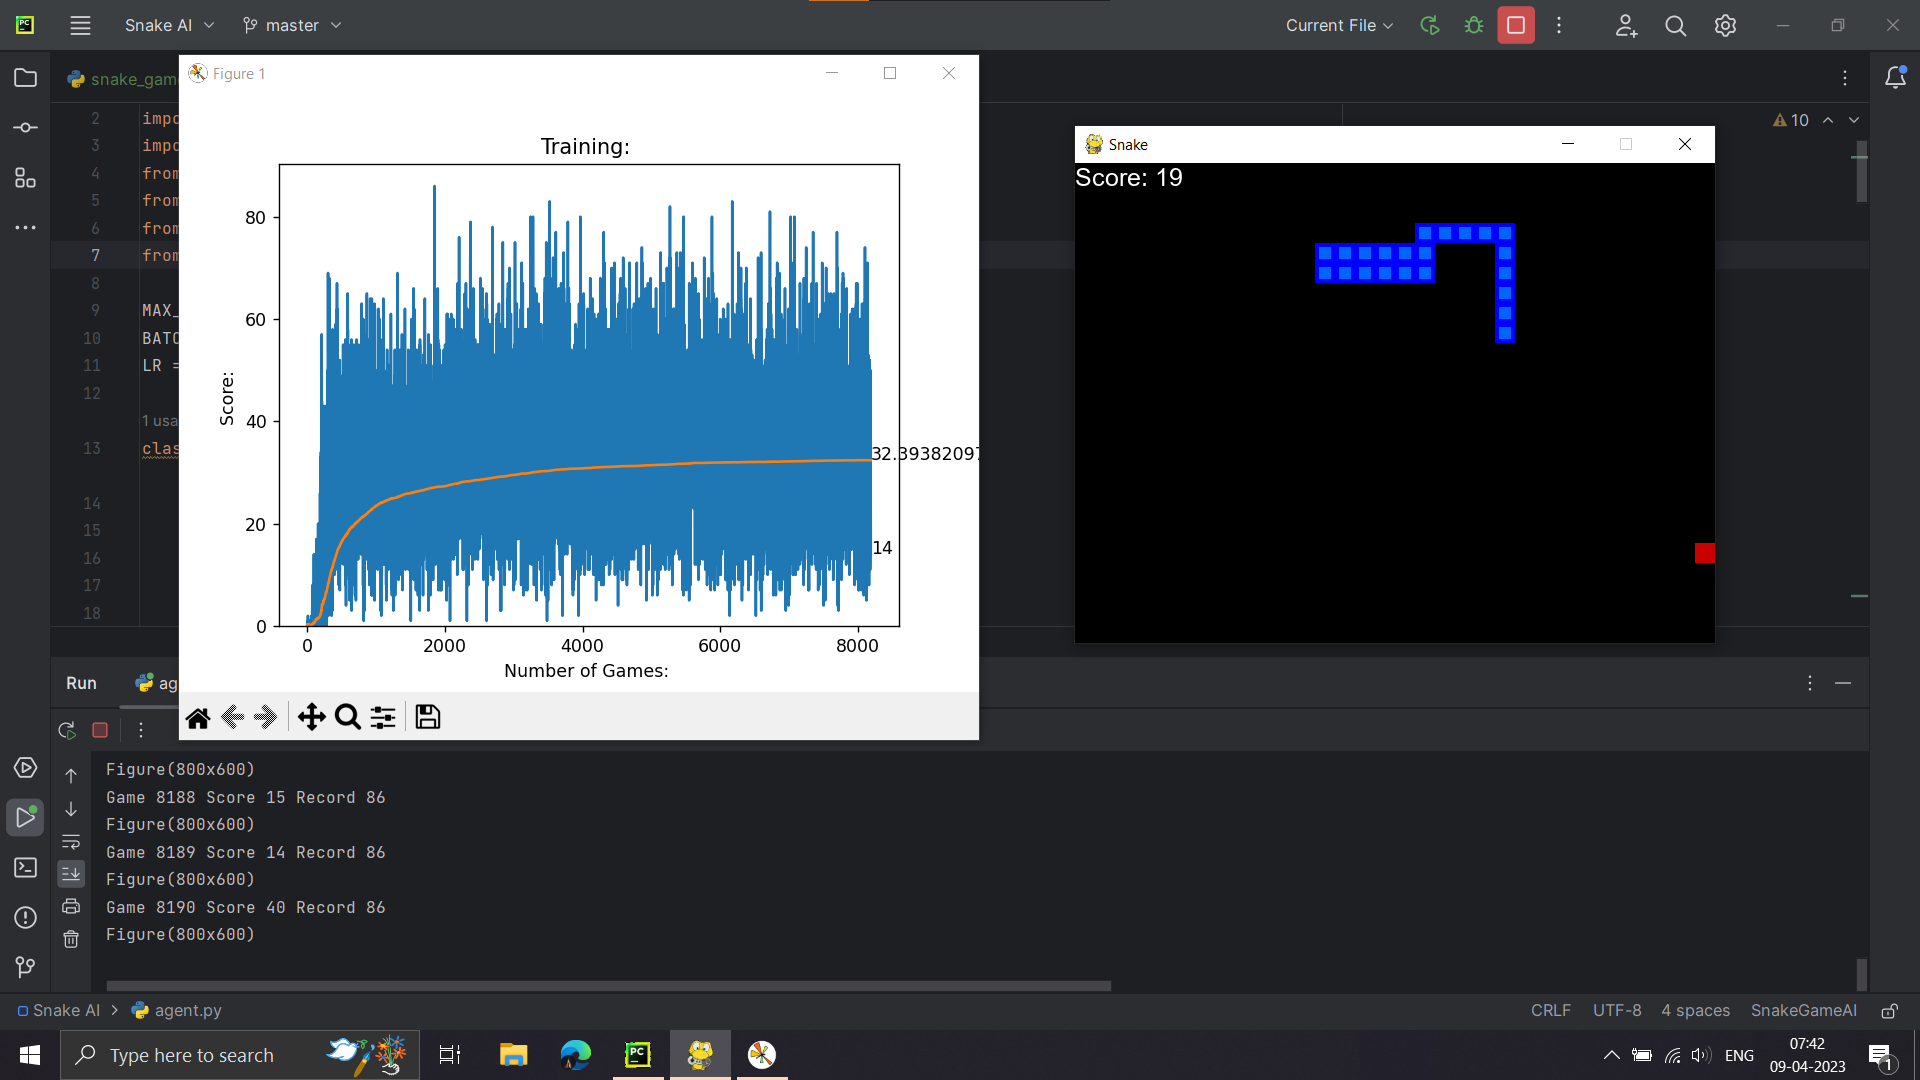 PC
Snake AI
master
Current File
snake_gam
10
2 impo
3 impo
4 from
5 from
6 from
7 from
8
9 MAX_
10 BATC
11 LR =
12
1 usa
13 clas
14
15
16
17
18
Figure 1
Training:
Score:
80
60
40
20
0
32.39382097
14
0 2000 4000 6000 8000
Number of Games:
Snake
Score: 19
Run
ag
Figure(800x600)
Game 8188 Score 15 Record 86
Figure(800x600)
Game 8189 Score 14 Record 86
Figure(800x600)
Game 8190 Score 40 Record 86
Figure(800x600)
Snake AI > agent.py
CRLF UTF-8 4 spaces SnakeGameAI
Type here to search
PC
ENG
07:42
09-04-2023
1